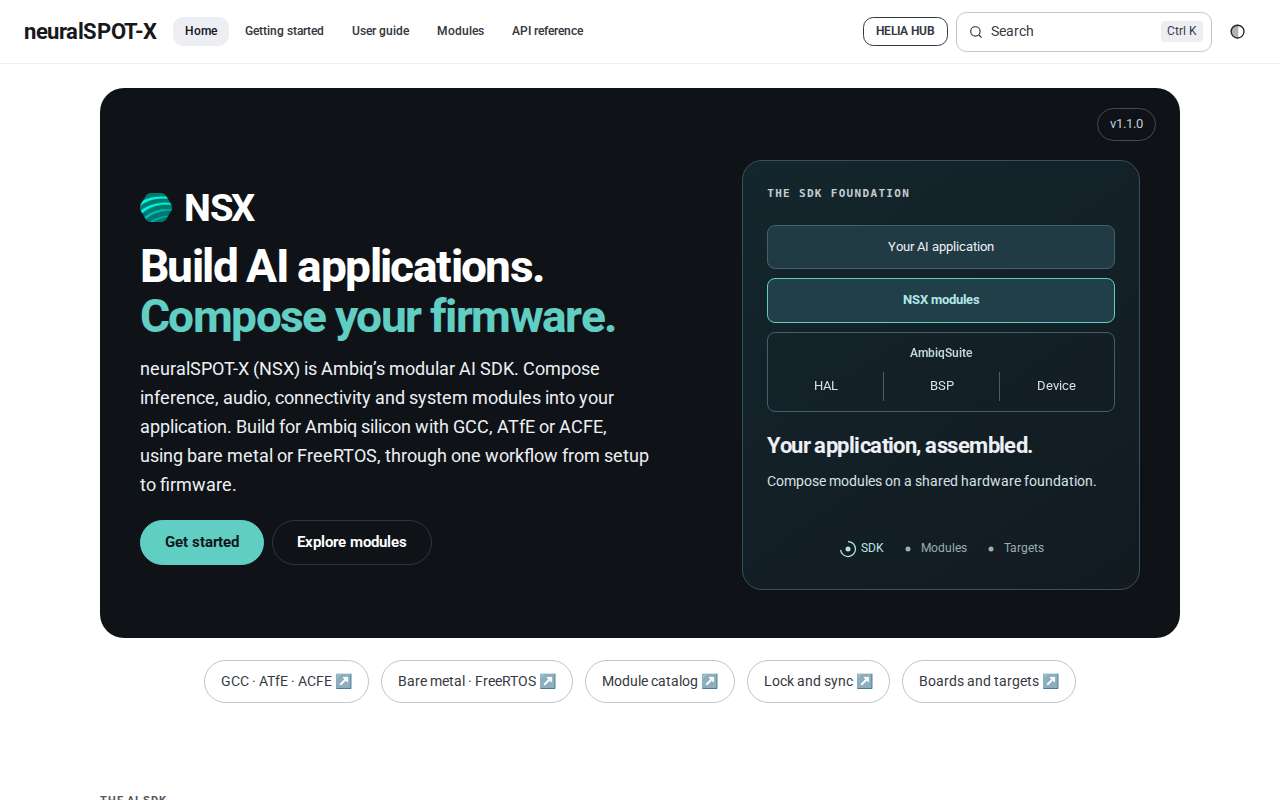 neuralSPOT-X
Home
Getting started
User guide
Modules
API reference
HELIA HUB
Search
Ctrl K
v1.1.0
NSX
Build AI applications.
Compose your firmware.
neuralSPOT-X (NSX) is Ambiq’s modular AI SDK. Compose
inference, audio, connectivity and system modules into your
application. Build for Ambiq silicon with GCC, ATfE or ACFE,
using bare metal or FreeRTOS, through one workflow from setup
to firmware.
Get started
Explore modules
THE SDK FOUNDATION
Your AI application
NSX modules
AmbiqSuite
HAL
BSP
Device
Your application, assembled.
Compose modules on a shared hardware foundation.
SDK
Modules
Targets
GCC · ATfE · ACFE ↗
Bare metal · FreeRTOS ↗
Module catalog ↗
Lock and sync ↗
Boards and targets ↗
THE AI SDK